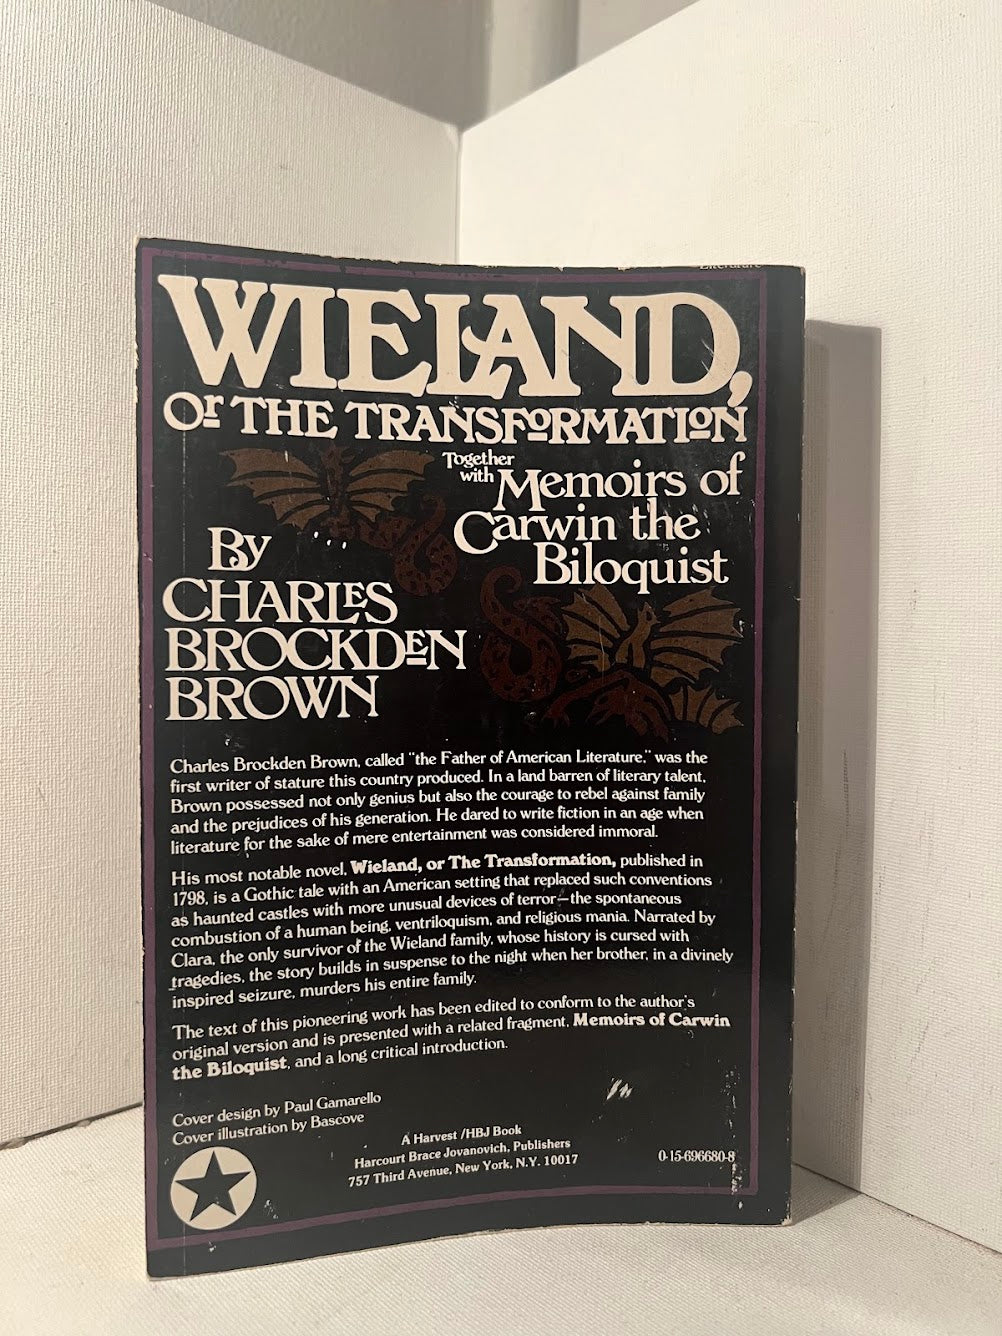 Literature
WIELAND,
Or THE TRANSFORMATION
Together
with Memoirs of
Carwin the
Biloquist
By
CHARLES
BROCKDEN
BROWN
Charles Brockden Brown, called "the Father of American Literature," was the
first writer of stature this country produced. In a land barren of literary talent,
Brown possessed not only genius but also the courage to rebel against family
and the prejudices of his generation. He dared to write fiction in an age when
literature for the sake of mere entertainment was considered immoral.
His most notable novel, Wieland, or The Transformation, published in
1798, is a Gothic tale with an American setting that replaced such conventions
as haunted castles with more unusual devices of terror—the spontaneous
combustion of a human being, ventriloquism, and religious mania. Narrated by
Clara, the only survivor of the Wieland family, whose history is cursed with
tragedies, the story builds in suspense to the night when her brother, in a divinely
inspired seizure, murders his entire family.
The text of this pioneering work has been edited to conform to the author's
original version and is presented with a related fragment, Memoirs of Carwin
the Biloquist, and a long critical introduction.
Cover design by Paul Gamarello
Cover illustration by Bascove
A Harvest/HBJ Book
Harcourt Brace Jovanovich, Publishers
757 Third Avenue, New York, N.Y. 10017
0-15-696680-8